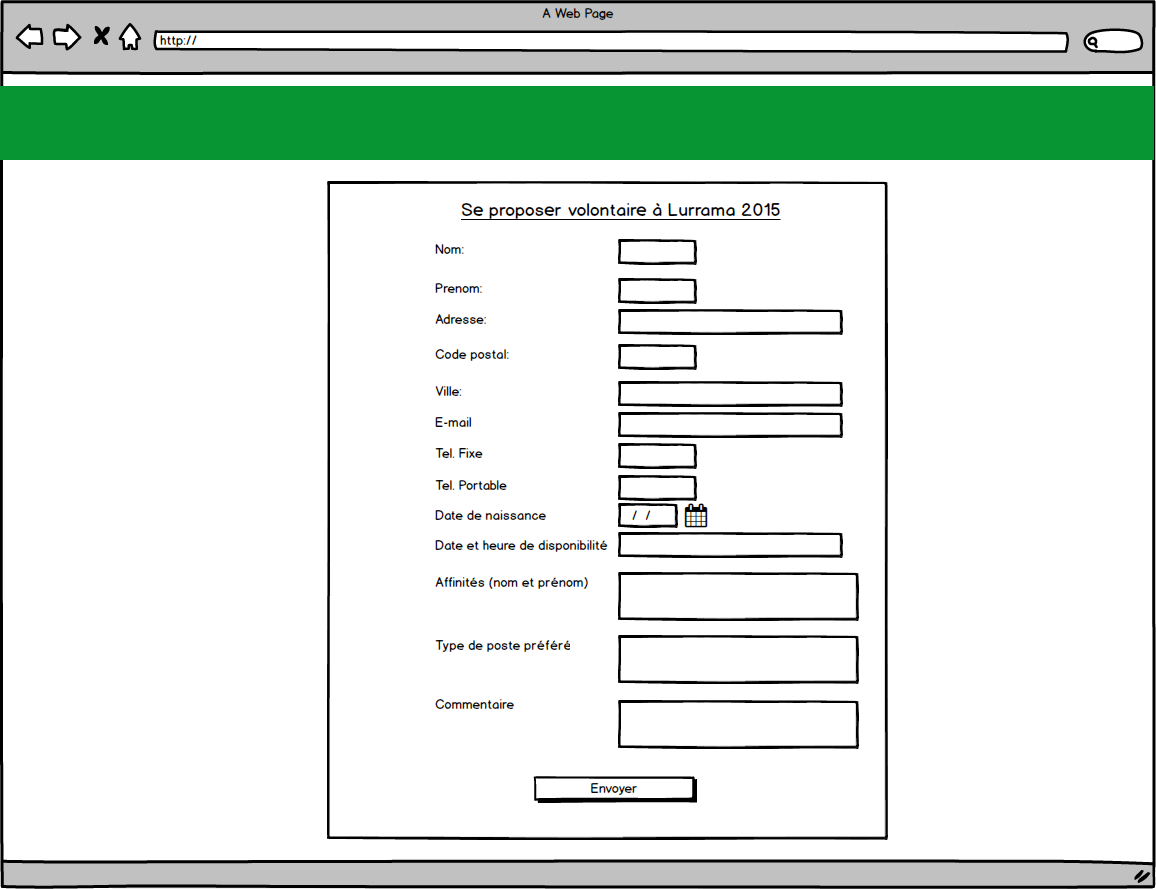 A Web Page
http://
Se proposer volontaire à Lurrama 2015
Nom:
Prenom:
Adresse:
Code postal:
Ville:
E-mail
Tel. Fixe
Tel. Portable
Date de naissance / /
Date et heure de disponibilité
Affinités (nom et prénom)
Type de poste préféré
Commentaire
Envoyer